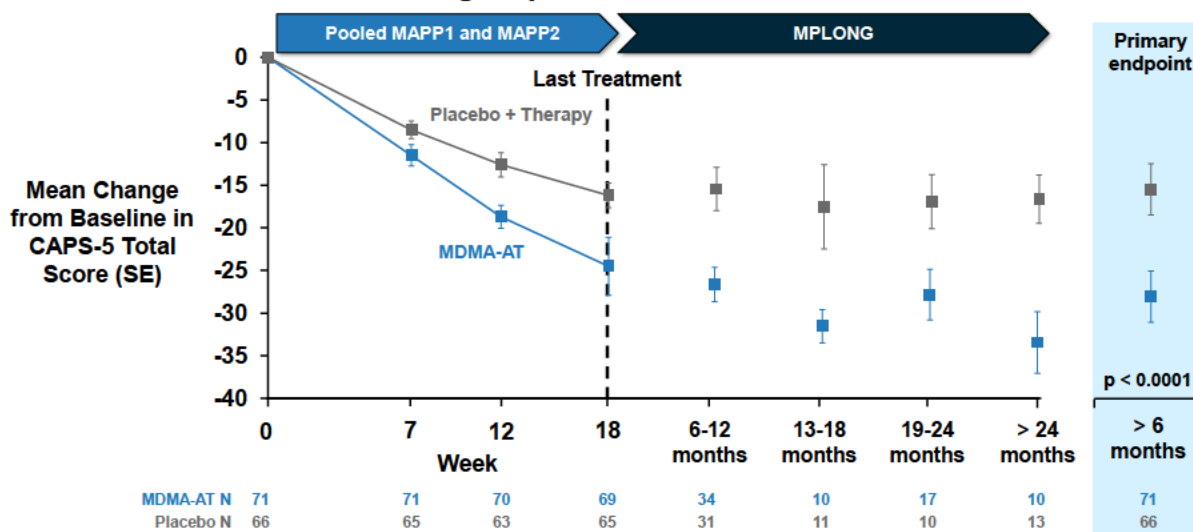 Pooled MAPP1 and MAPP2
MPLONG
Primary
endpoint
Last Treatment
Placebo + Therapy
MDMA-AT
Mean Change
from Baseline in
CAPS-5 Total
Score (SE)
0
-5
-10
-15
-20
-25
-30
-35
-40
p < 0.0001
0 7 12 18
Week
6-12
months
13-18
months
19-24
months
> 24
months
> 6
months
MDMA-AT N 71 71 70 69 34 10 17 10 71
Placebo N 66 65 63 65 31 11 10 13 66